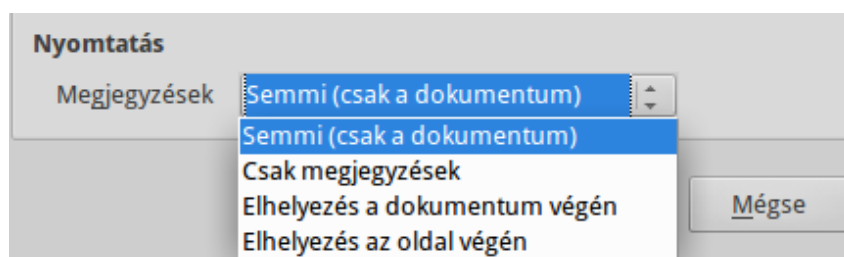 Nyomtatás
Megjegyzések Semmi (csak a dokumentum)
Semmi (csak a dokumentum)
Csak megjegyzések
Elhelyezés a dokumentum végén
Mégse
Elhelyezés az oldal végén